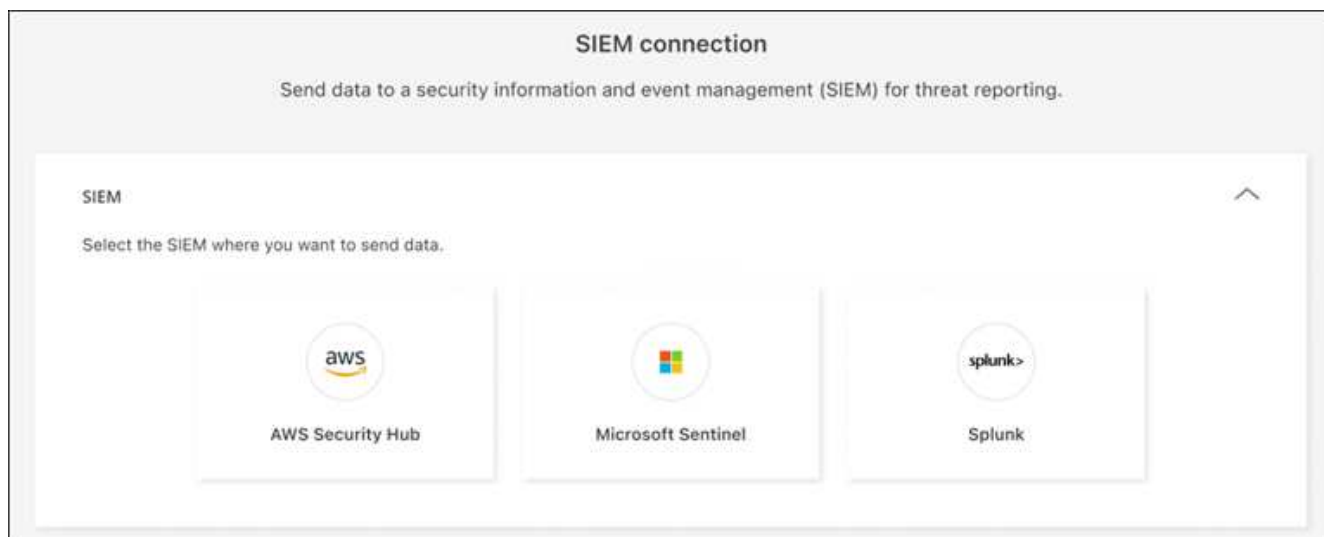 SIEM connection
Send data to a security information and event management (SIEM) for threat reporting.
SIEM
Select the SIEM where you want to send data.
aws
splunk>
AWS Security Hub
Microsoft Sentinel
Splunk